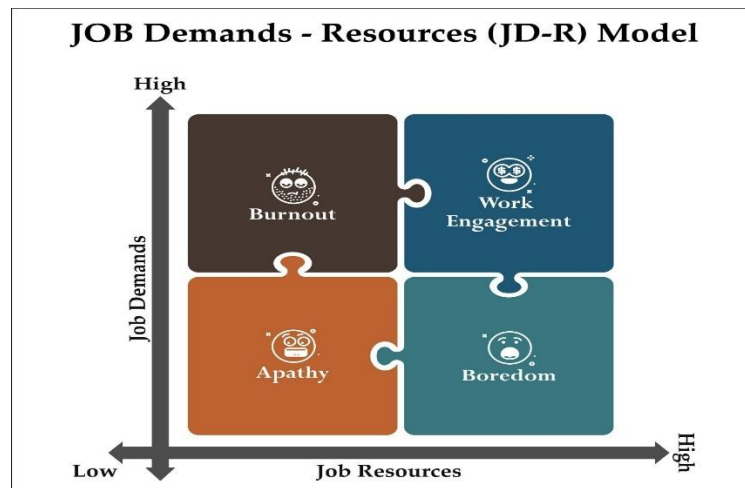 JOB Demands - Resources (JD-R) Model
High
Burnout
Work
Engagement
Job Demands
Apathy
Boredom
Low
Job Resources
High